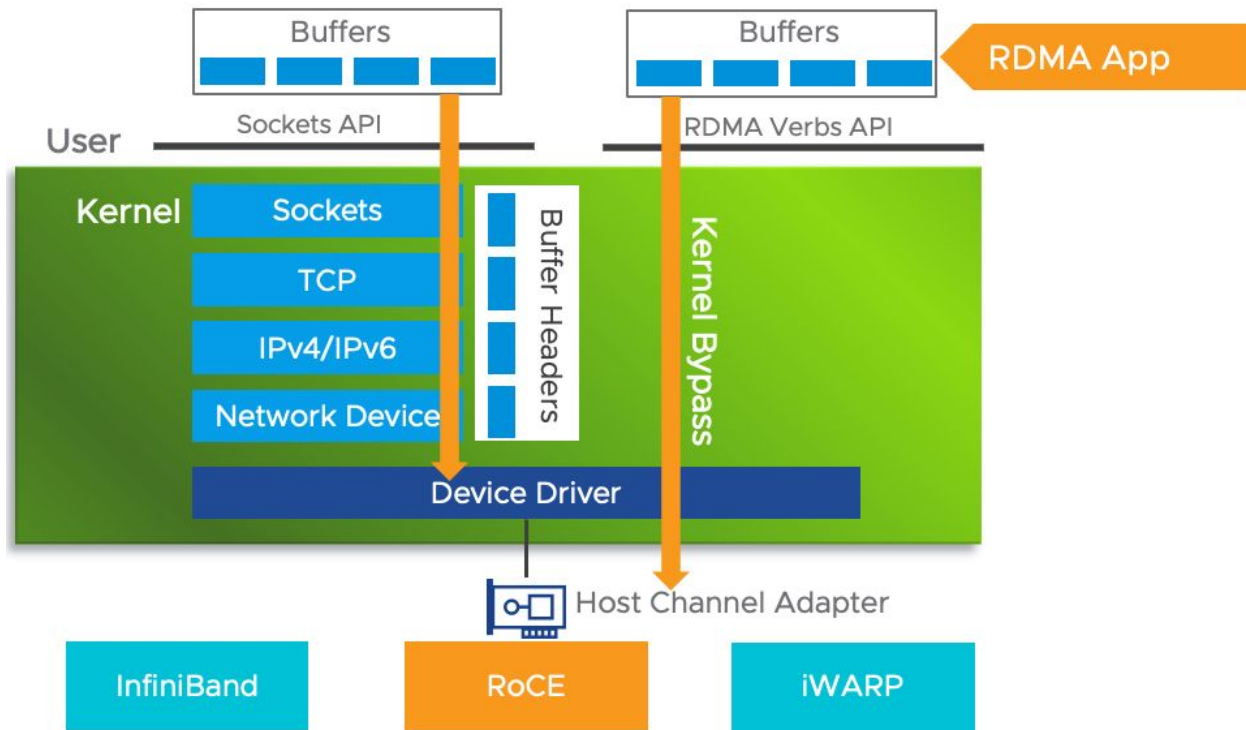 Buffers
Buffers
RDMA App
Sockets API
RDMA Verbs API
User
Kernel
Sockets
TCP
IPv4/IPv6
Network Device
Buffer Headers
Kernel Bypass
Device Driver
Host Channel Adapter
InfiniBand
RoCE
iWARP